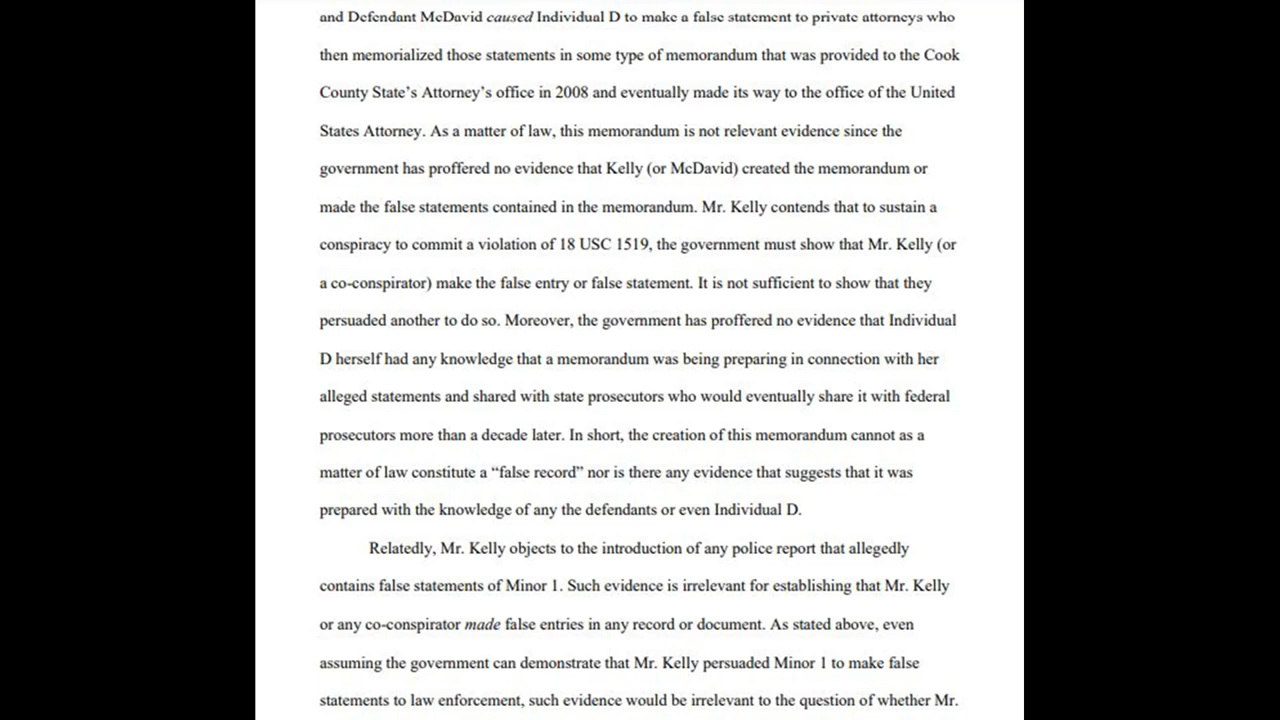 and Defendant McDavid caused Individual D to make a false statement to private attorneys who
then memorialized those statements in some type of memorandum that was provided to the Cook
County State’s Attorney’s office in 2008 and eventually made its way to the office of the United
States Attorney. As a matter of law, this memorandum is not relevant evidence since the
government has proffered no evidence that Kelly (or McDavid) created the memorandum or
made the false statements contained in the memorandum. Mr. Kelly contends that to sustain a
conspiracy to commit a violation of 18 USC 1519, the government must show that Mr. Kelly (or
a co-conspirator) make the false entry or false statement. It is not sufficient to show that they
persuaded another to do so. Moreover, the government has proffered no evidence that Individual
D herself had any knowledge that a memorandum was being preparing in connection with her
alleged statements and shared with state prosecutors who would eventually share it with federal
prosecutors more than a decade later. In short, the creation of this memorandum cannot as a
matter of law constitute a “false record” nor is there any evidence that suggests that it was
prepared with the knowledge of any the defendants or even Individual D.
Relatedly, Mr. Kelly objects to the introduction of any police report that allegedly
contains false statements of Minor 1. Such evidence is irrelevant for establishing that Mr. Kelly
or any co-conspirator made false entries in any record or document. As stated above, even
assuming the government can demonstrate that Mr. Kelly persuaded Minor 1 to make false
statements to law enforcement, such evidence would be irrelevant to the question of whether Mr.